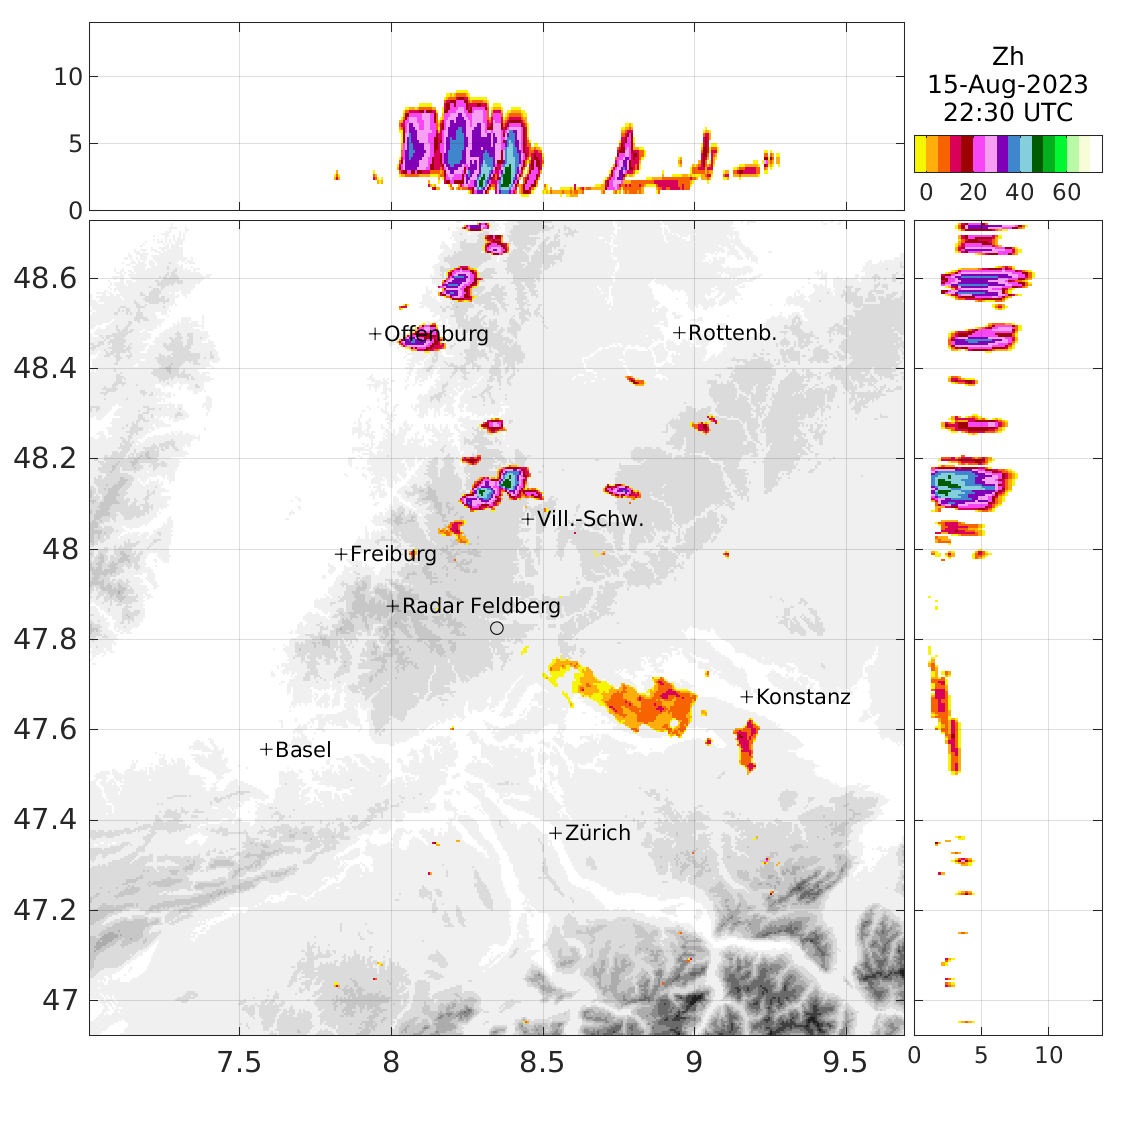 10
5
0
Zh
15-Aug-2023
22:30 UTC
0 20 40 60
48.6
48.4
48.2
48
47.8
47.6
47.4
47.2
47
+Offenburg
+Rottenb.
+Vill.-Schw.
+Freiburg
+Radar Feldberg
+Konstanz
+Basel
+Zürich
7.5 8 8.5 9 9.5
0 5 10